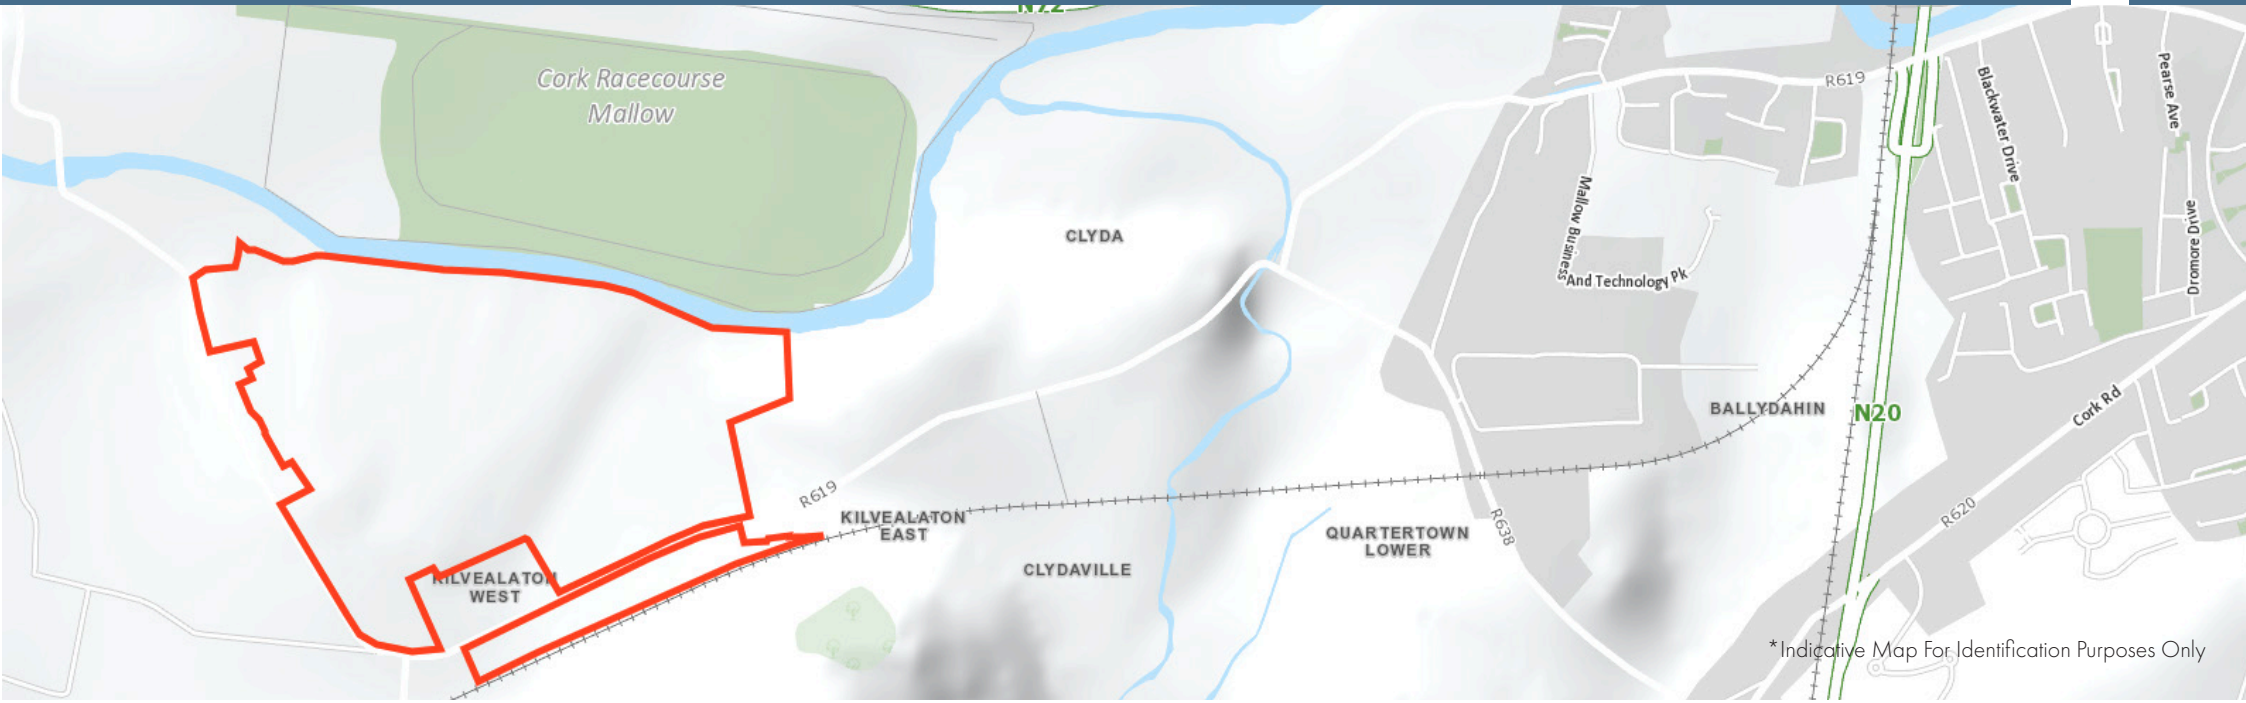 N72
Cork Racecourse
Mallow
R619
Blackwater Drive
Pearse Ave
Mallow Business
And Technology Pk
Dromore Drive
CLYDA
BALLYDAHIN
N20
Cork Rd
R619
KILVEALATON
EAST
QUARTERTOWN
LOWER
R638
R620
CLYDAVILLE
KILVEALATON
WEST
*Indicative Map For Identification Purposes Only